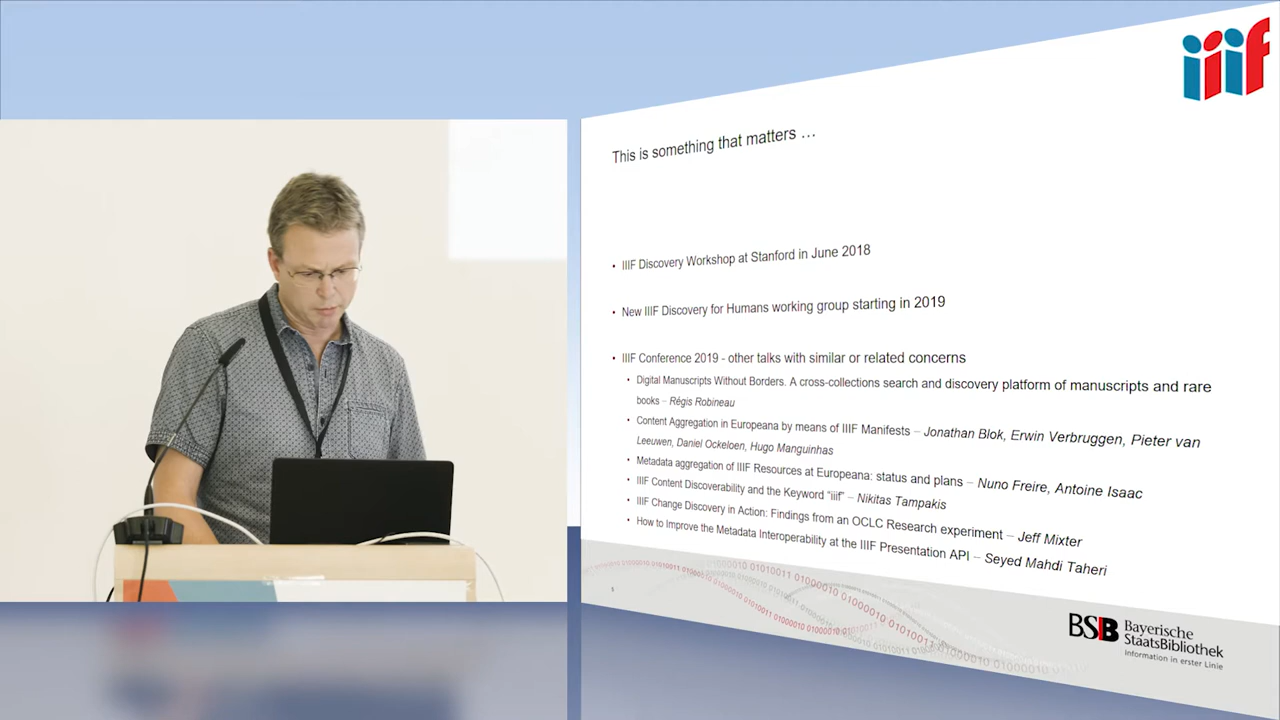 iiif
This is something that matters …
• IIIF Discovery Workshop at Stanford in June 2018
• New IIIF Discovery for Humans working group starting in 2019
• IIIF Conference 2019 - other talks with similar or related concerns
• Digital Manuscripts Without Borders. A cross-collections search and discovery platform of manuscripts and rare
books – Régis Robineau
• Content Aggregation in Europeana by means of IIIF Manifests – Jonathan Blok, Erwin Verbruggen, Pieter van
Leeuwen, Daniel Ockeloen, Hugo Manguinhas
• Metadata aggregation of IIIF Resources at Europeana: status and plans – Nuno Freire, Antoine Isaac
• IIIF Content Discoverability and the Keyword "iiif" – Nikitas Tampakis
• IIIF Change Discovery in Action: Findings from an OCLC Research experiment – Jeff Mixter
• How to Improve the Metadata Interoperability at the IIIF Presentation API – Seyed Mahdi Taheri
BSB Bayerische
StaatsBibliothek
Information in erster Linie